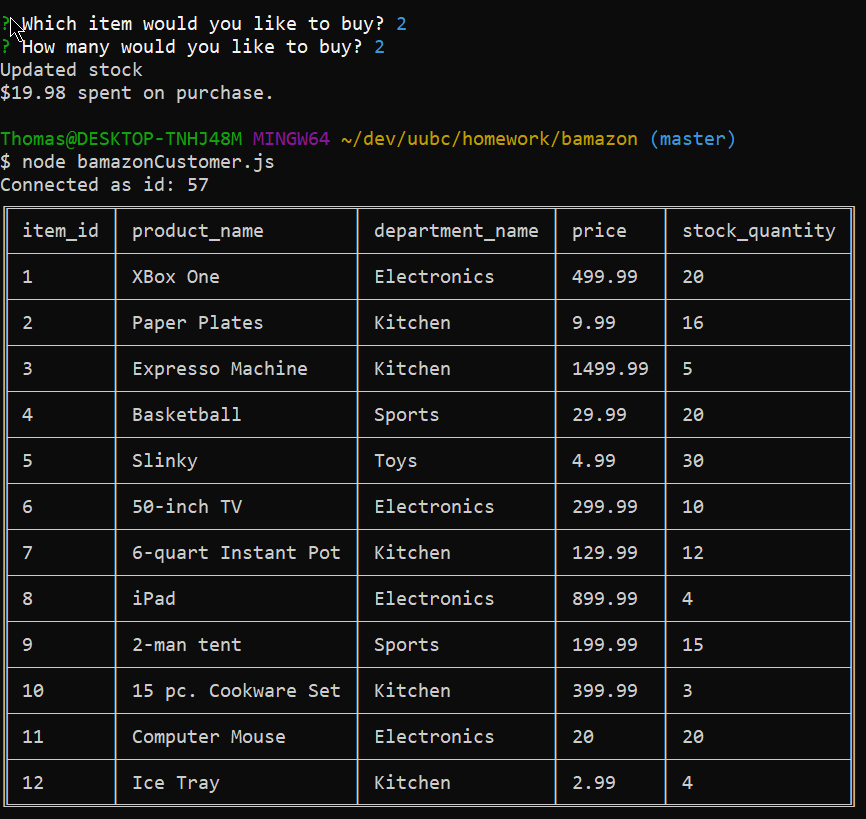 ? Which item would you like to buy? 2
? How many would you like to buy? 2
Updated stock
$19.98 spent on purchase.
Thomas@DESKTOP-TNHJ48M MINGW64 ~/dev/uubc/homework/bamazon (master)
$ node bamazonCustomer.js
Connected as id: 57
item_id product_name department_name price stock_quantity
1 XBox One Electronics 499.99 20
2 Paper Plates Kitchen 9.99 16
3 Expresso Machine Kitchen 1499.99 5
4 Basketball Sports 29.99 20
5 Slinky Toys 4.99 30
6 50-inch TV Electronics 299.99 10
7 6-quart Instant Pot Kitchen 129.99 12
8 iPad Electronics 899.99 4
9 2-man tent Sports 199.99 15
10 15 pc. Cookware Set Kitchen 399.99 3
11 Computer Mouse Electronics 20 20
12 Ice Tray Kitchen 2.99 4